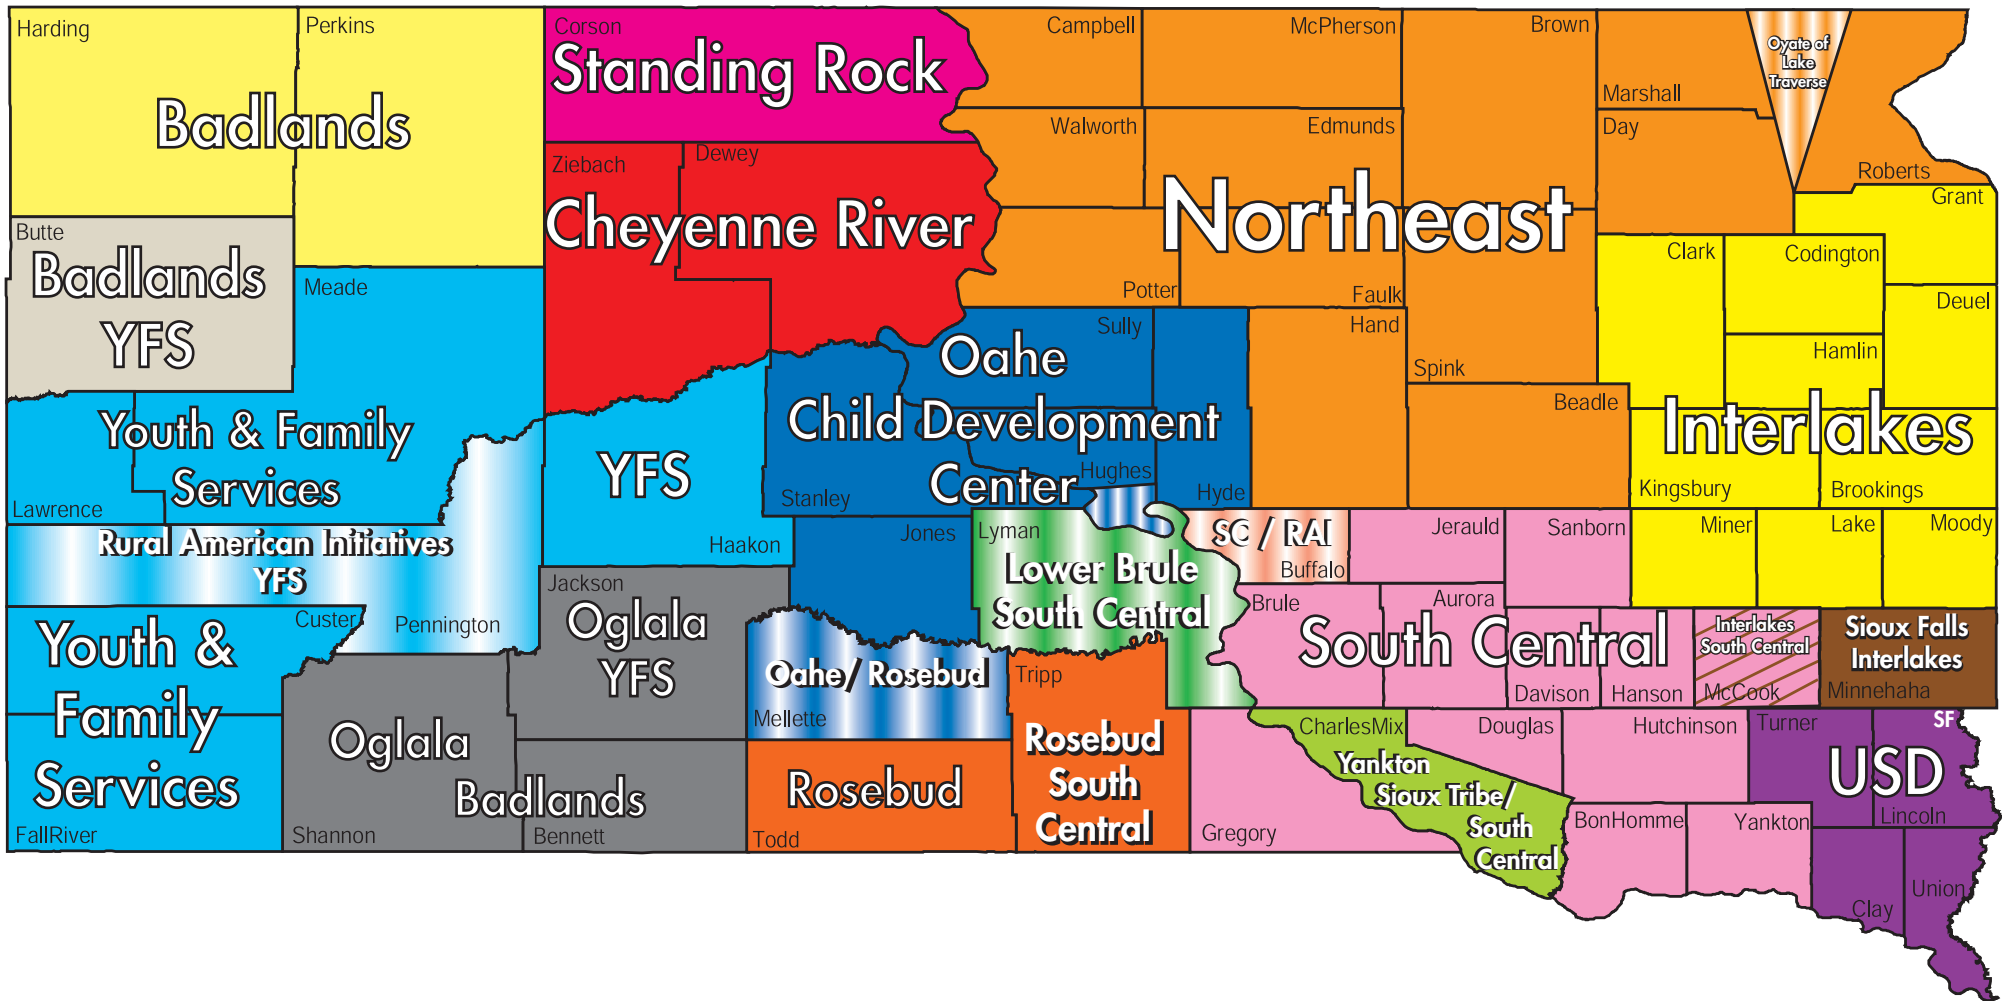 Harding
Perkins
Badlands
Corson
Standing Rock
Campbell
McPherson
Brown
Marshall
Oyate of
Lake
Traverse
Roberts
Walworth
Edmunds
Day
Ziebach
Dewey
Cheyenne River
Northeast
Grant
Butte
Badlands
YFS
Meade
Potter
Faulk
Clark
Codington
Deuel
Sully
Hand
Spink
Hamlin
Oahe
Child Development
Center
Beadle
Interlakes
Youth & Family
Services
Lawrence
YFS
Haakon
Stanley
Hughes
Hyde
Kingsbury
Brookings
Rural American Initiatives
YFS
Jones
Lyman
Lower Brule
South Central
SC / RAI
Buffalo
Jerauld
Sanborn
Miner
Lake
Moody
Custer
Pennington
Jackson
Oglala
YFS
Brule
Aurora
South Central
Davison
Hanson
Interlakes
South Central
McCook
Sioux Falls
Interlakes
Minnehaha
Youth &
Family
Services
FallRiver
Oahe/ Rosebud
Mellette
Tripp
Rosebud
South
Central
Oglala
Badlands
Shannon
Bennett
Rosebud
Todd
Gregory
CharlesMix
Yankton
Sioux Tribe/
South
Central
Douglas
Hutchinson
Turner
SF
USD
Lincoln
BonHomme
Yankton
Clay
Union